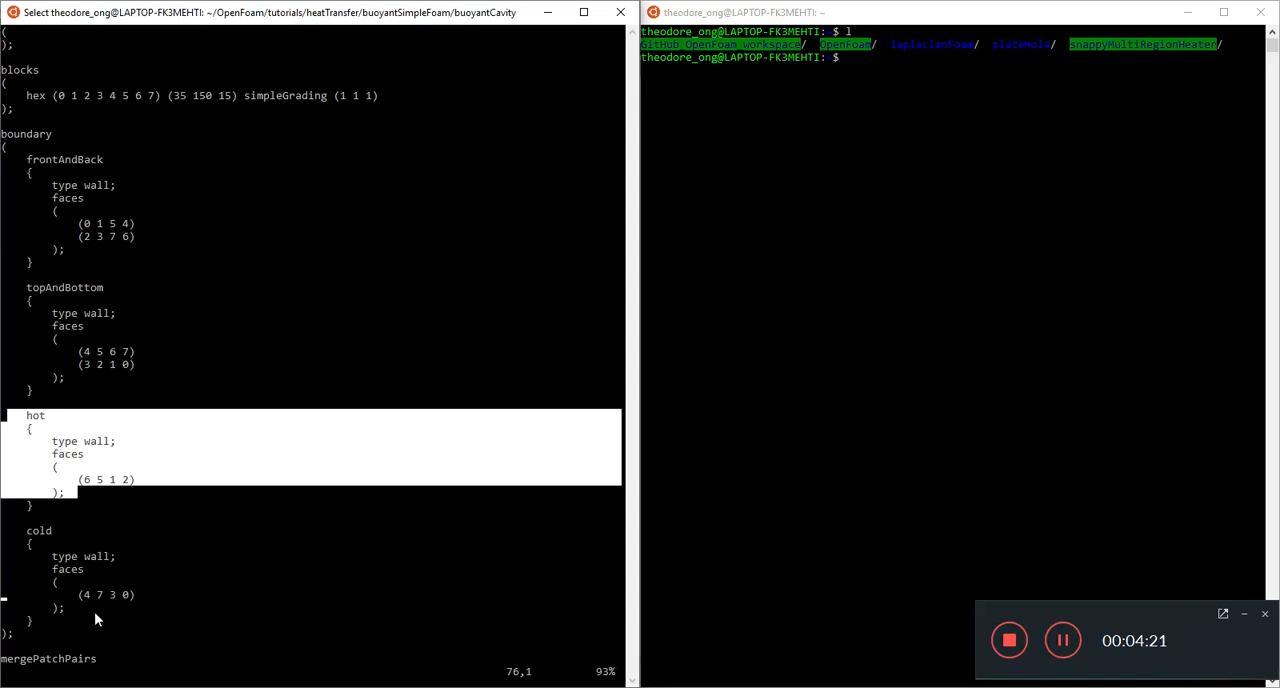 Select theodore_ong@LAPTOP-FK3MEHTI: ~/OpenFoam/tutorials/heatTransfer/buoyantSimpleFoam/buoyantCavity
(
);
blocks
(
hex (0 1 2 3 4 5 6 7) (35 150 15) simpleGrading (1 1 1)
);
boundary
(
frontAndBack
{
type wall;
faces
(
(0 1 5 4)
(2 3 7 6)
);
}
topAndBottom
{
type wall;
faces
(
(4 5 6 7)
(3 2 1 0)
);
}
hot
{
type wall;
faces
(
(6 5 1 2)
);
}
cold
{
type wall;
faces
(
(4 7 3 0)
);
}
);
mergePatchPairs
76,1 93%
theodore_ong@LAPTOP-FK3MEHTI: ~
theodore_ong@LAPTOP-FK3MEHTI:~$ l
GitHub_OpenFoam_workspace/ OpenFoam/ laplacianFoam/ plateHole/ snappyMultiRegionHeater/
theodore_ong@LAPTOP-FK3MEHTI:~$
00:04:21